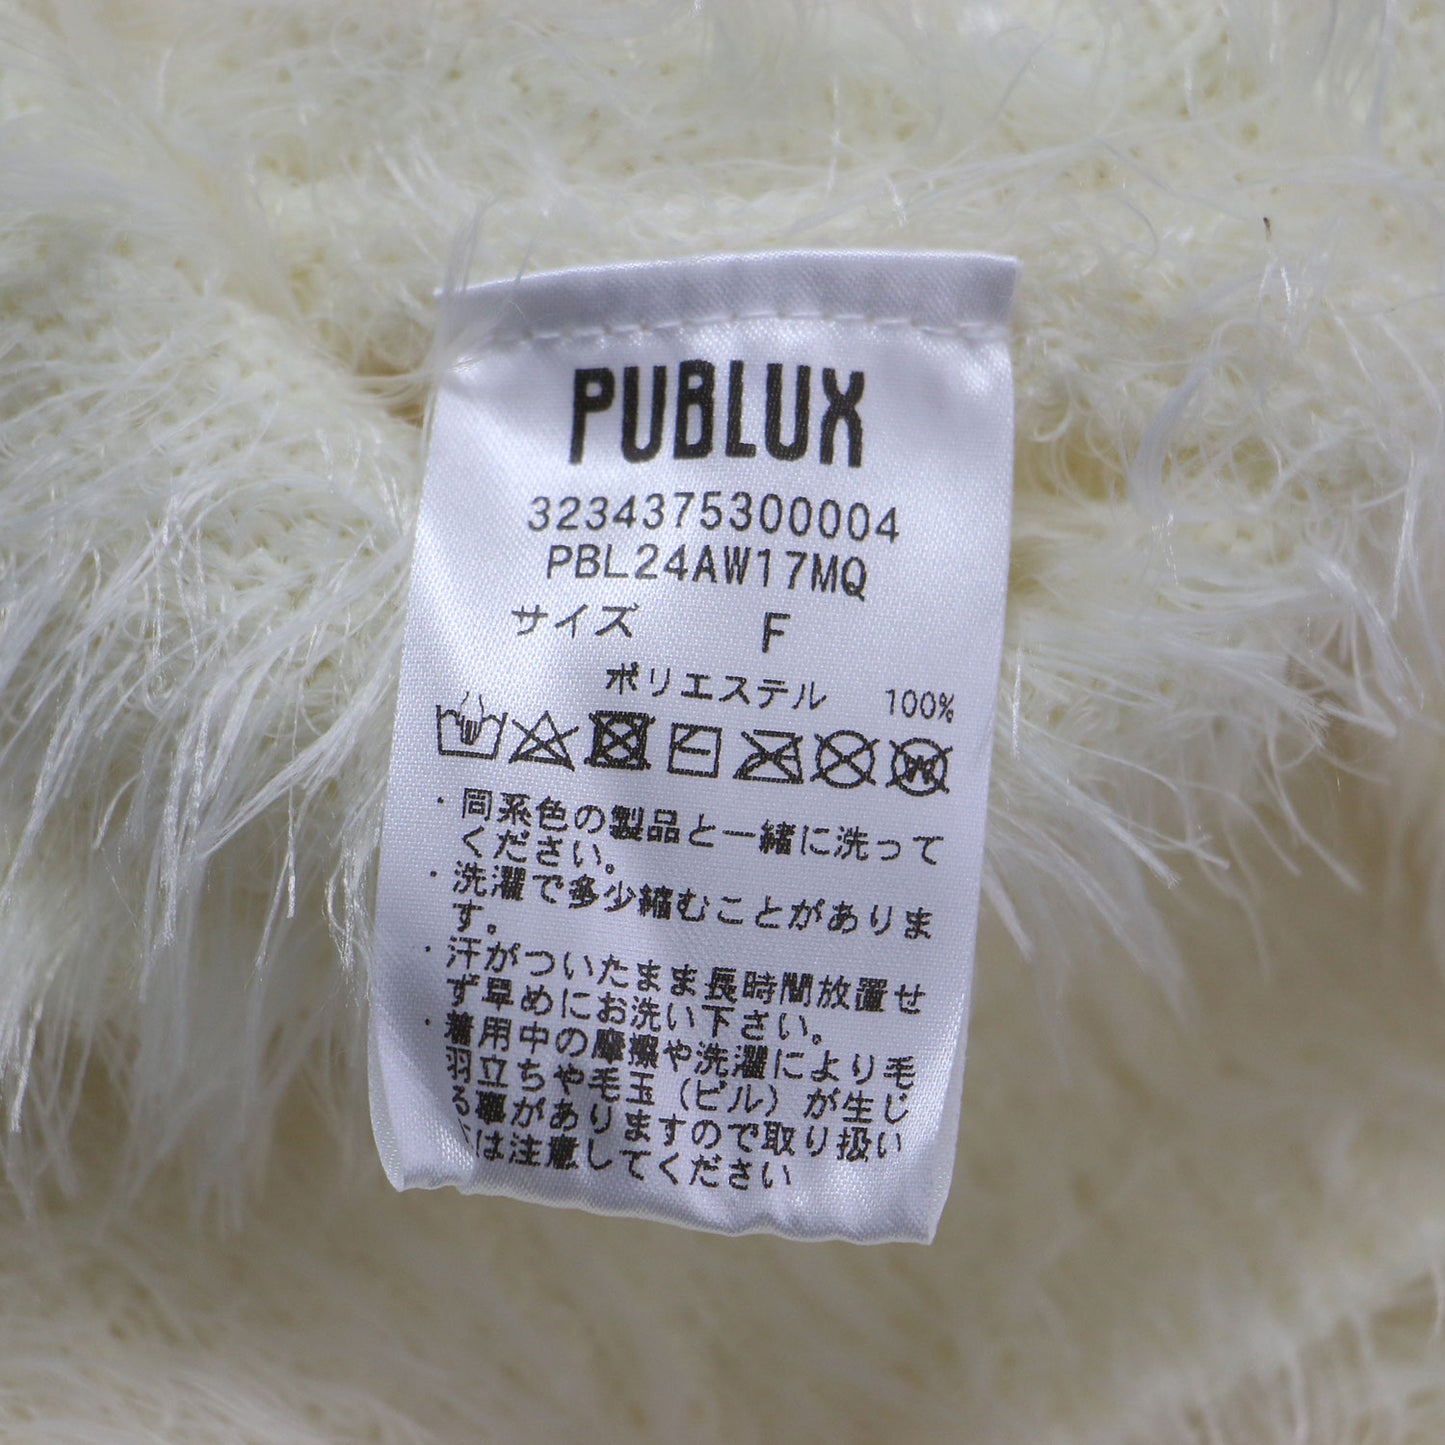 PUBLUX
3234375300004
PBL24AW17MQ
サイズ F
ポリエステル 100%
・同系色の製品と一緒に洗って
ください。
・洗濯で多少縮むことがありま
す。
・汗がついたまま長時間放置せ
ず早めにお洗い下さい。
・着用中の摩擦や洗濯により毛
羽立ちや毛玉(ピル)が生じ
る事がありますので取り扱い
は注意してください